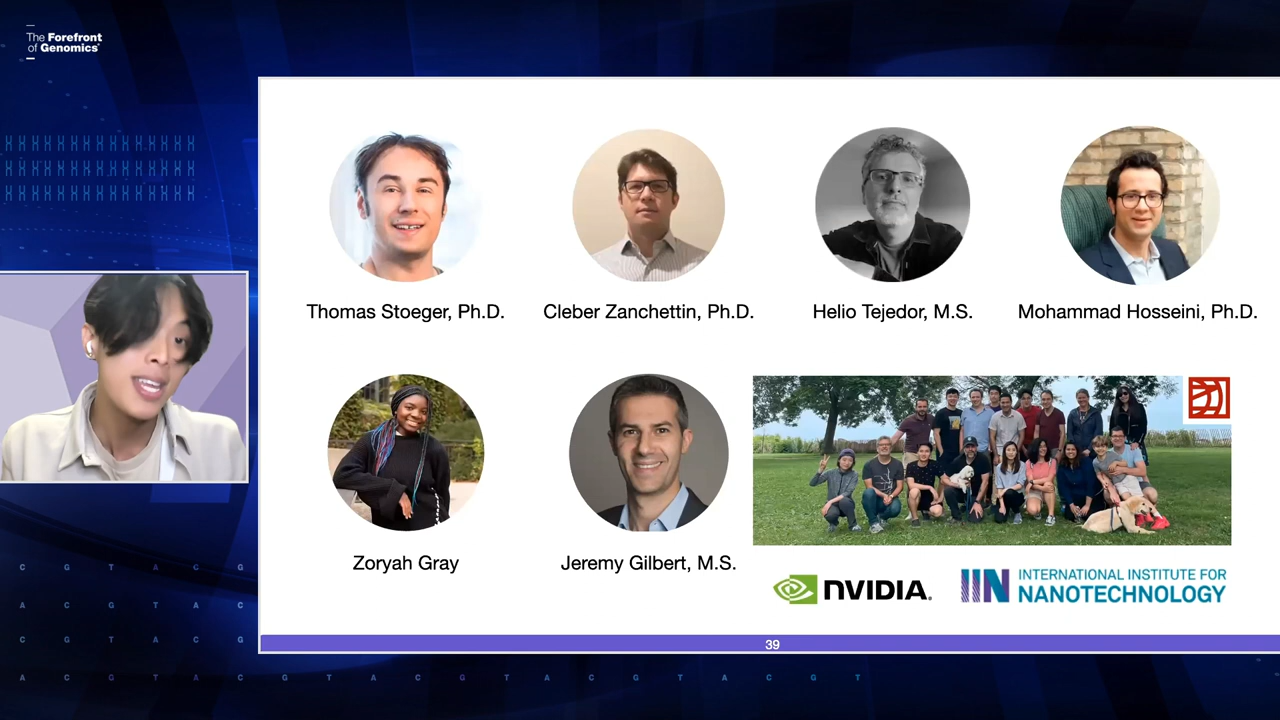 The Forefront
of Genomics®
Thomas Stoeger, Ph.D.
Cleber Zanchettin, Ph.D.
Helio Tejedor, M.S.
Mohammad Hosseini, Ph.D.
Zoryah Gray
Jeremy Gilbert, M.S.
NVIDIA.
IIN INTERNATIONAL INSTITUTE FOR
NANOTECHNOLOGY
39
C G T A C G
A C G T A C
C G T A C G
A C G T A C G T A C G T A C G T